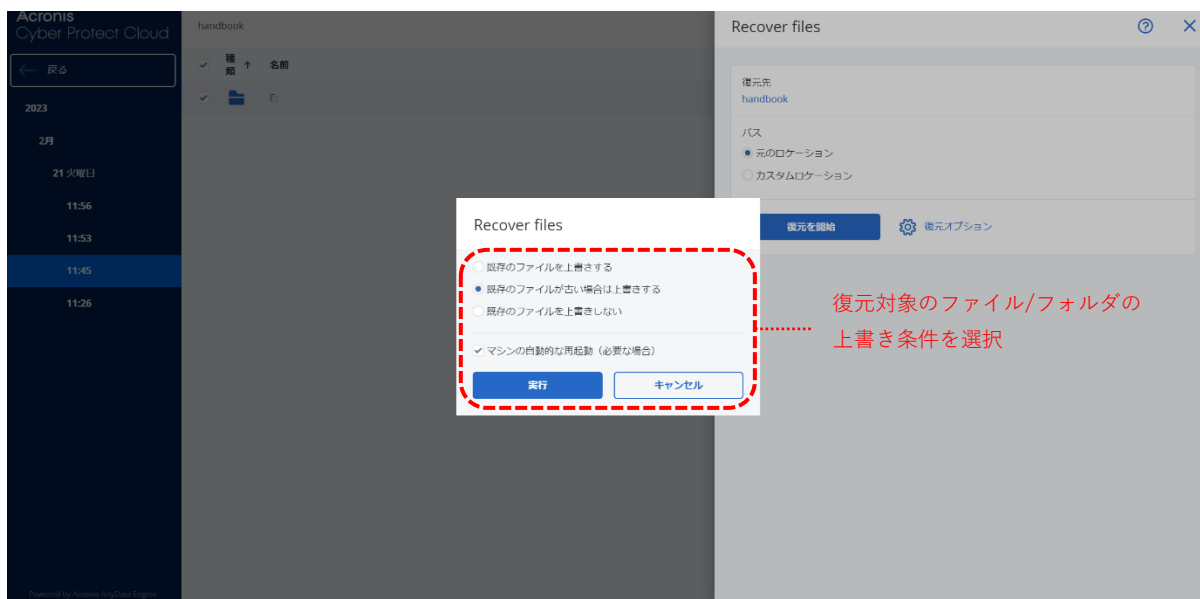 Acronis
Cyber Protect Cloud
戻る
2023
2月
21 火曜日
11:56
11:53
11:45
11:26
Powered by Acronis AnyData Engine
handbook
種類 名前
E:
Recover files
復元先
handbook
パス
元のロケーション
カスタムロケーション
復元を開始 復元オプション
Recover files
既存のファイルを上書きする
既存のファイルが古い場合は上書きする
既存のファイルを上書きしない
マシンの自動的な再起動（必要な場合）
実行 キャンセル
復元対象のファイル/フォルダの
上書き条件を選択